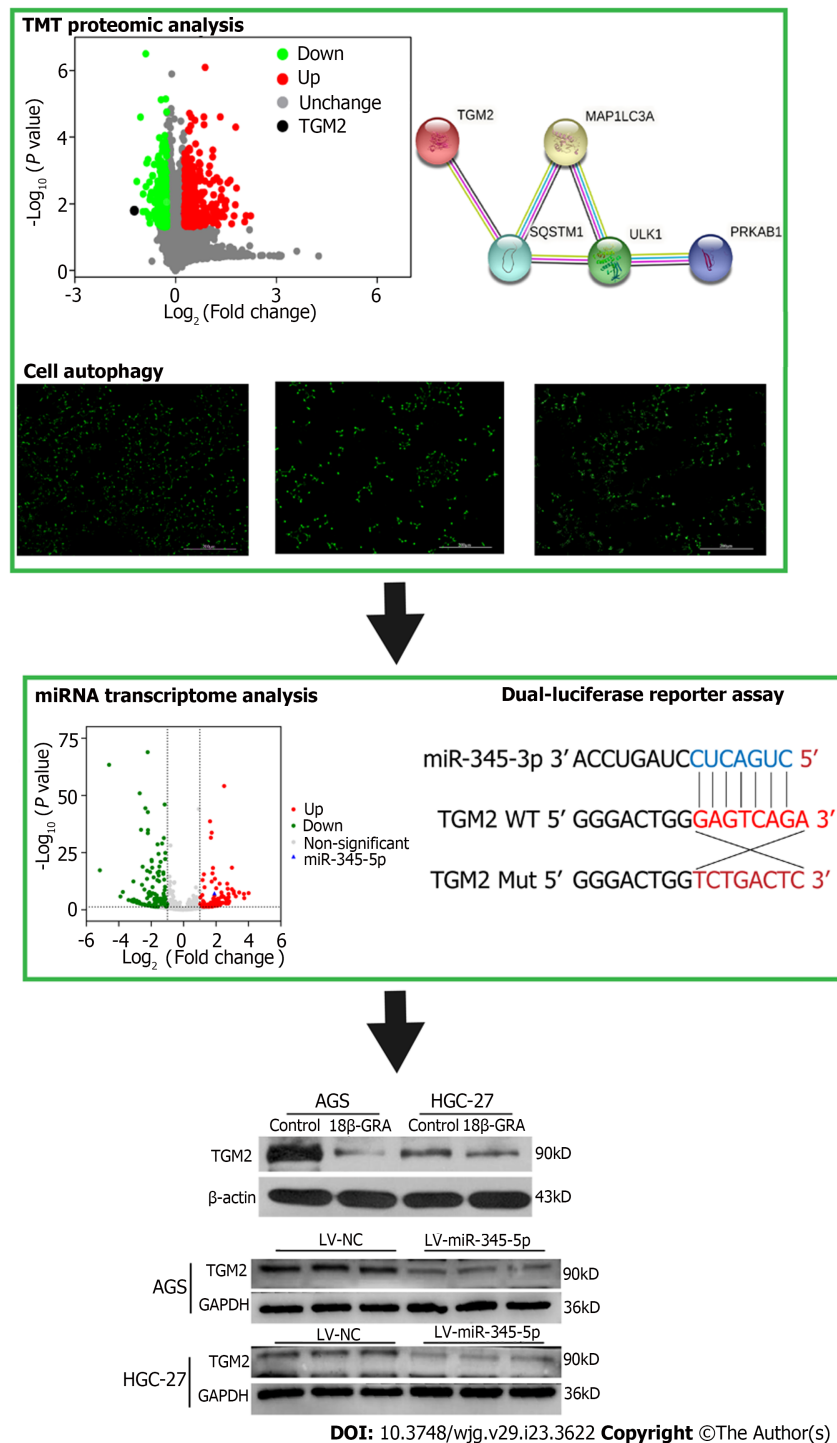 TMT proteomic analysis
-Log10 (P value)
6
4
2
0
-3
0
3
6
Log2 (Fold change)
Down
Up
Unchange
TGM2
TGM2
MAP1LC3A
SQSTM1
ULK1
PRKAB1
Cell autophagy
miRNA transcriptome analysis
-Log10 (P value)
75
50
25
0
-6
-4
-2
0
2
4
6
Log2 (Fold change)
Up
Down
Non-significant
miR-345-5p
Dual-luciferase reporter assay
miR-345-3p 3′ ACCUGAUCCUCAGUC 5′
TGM2 WT 5′ GGGACTGGGAGTCAGA 3′
TGM2 Mut 5′ GGGACTGGTCTGACTC 3′
AGS HGC-27
Control 18β-GRA Control 18β-GRA
TGM2 90kD
β-actin 43kD
LV-NC LV-miR-345-5p
AGS
TGM2 90kD
GAPDH 36kD
LV-NC LV-miR-345-5p
HGC-27
TGM2 90kD
GAPDH 36kD
DOI: 10.3748/wjg.v29.i23.3622 Copyright ©The Author(s)